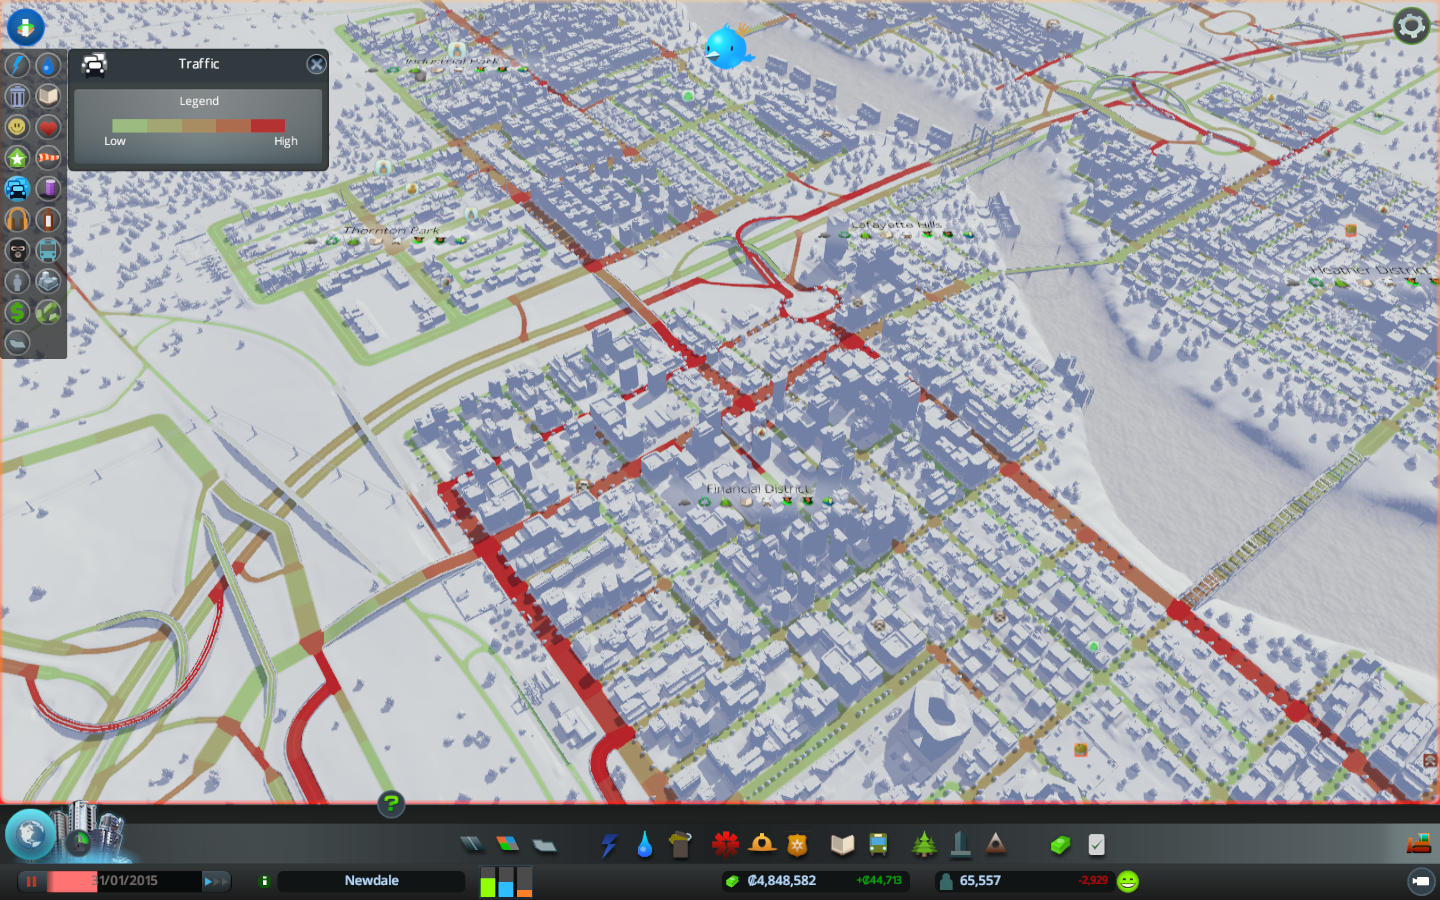 Traffic
Legend
Low
High
Industrial Park
Thornton Park
Lafayette Hills
Heather District
Financial District
?
31/01/2015
Newdale
₡4,848,582
+₡44,713
65,557
-2,929